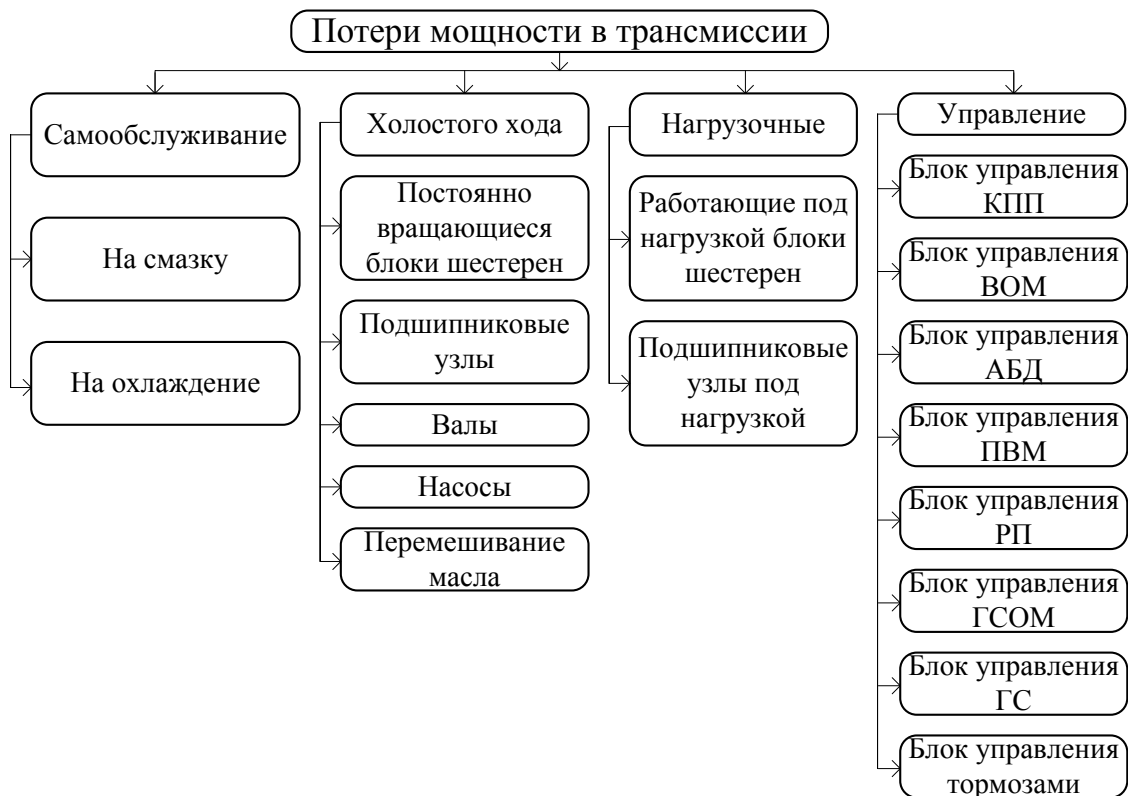 Потери мощности в трансмиссии
Самообслуживание
На смазку
На охлаждение
Холостого хода
Постоянно
вращающиеся
блоки шестерен
Подшипниковые
узлы
Валы
Насосы
Перемешивание
масла
Нагрузочные
Работающие под
нагрузкой блоки
шестерен
Подшипниковые
узлы под
нагрузкой
Управление
Блок управления
КПП
Блок управления
ВОМ
Блок управления
АБД
Блок управления
ПВМ
Блок управления
РП
Блок управления
ГСОМ
Блок управления
ГС
Блок управления
тормозами